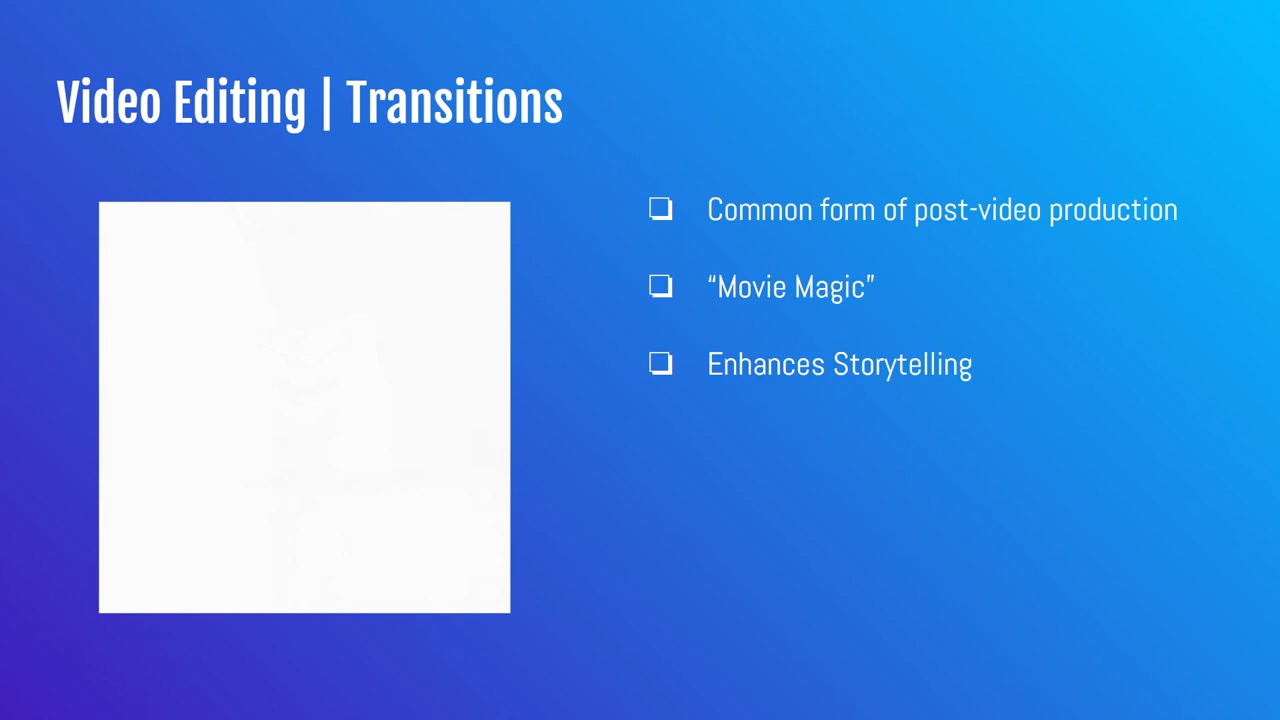 Video Editing | Transitions
❏ Common form of post-video production
❏ “Movie Magic”
❏ Enhances Storytelling